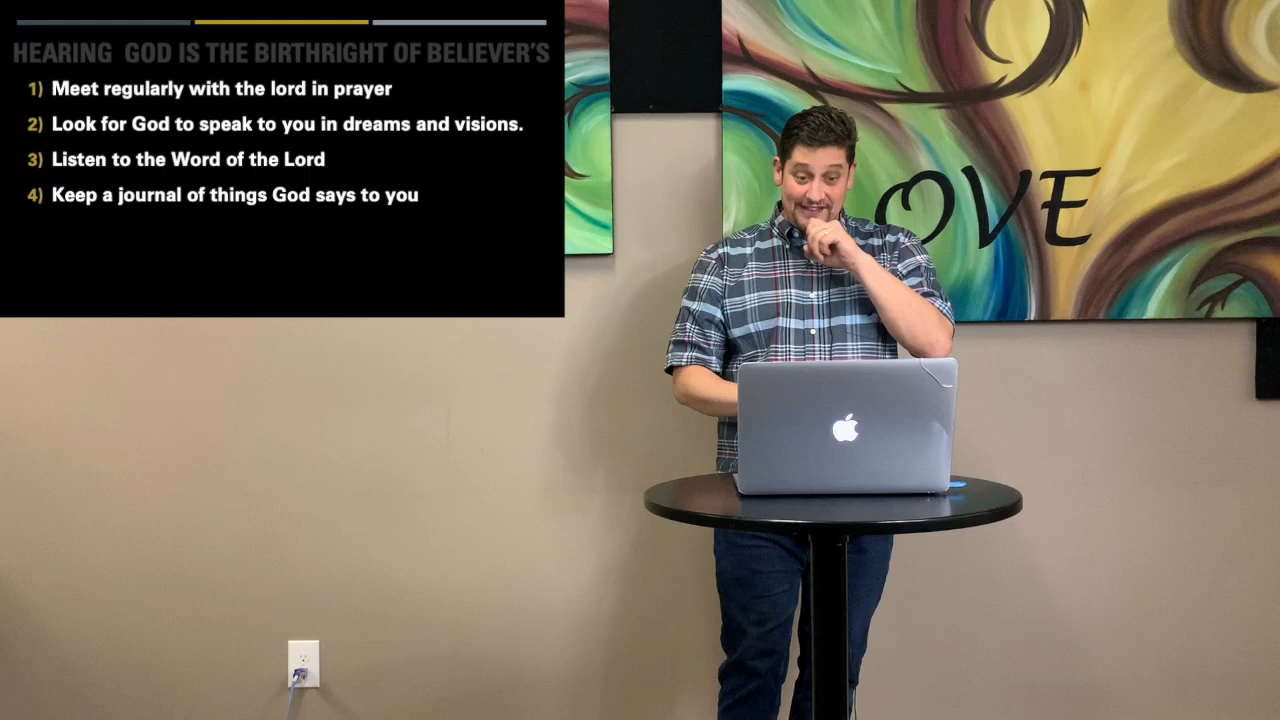 HEARING GOD IS THE BIRTHRIGHT OF BELIEVER'S
1) Meet regularly with the lord in prayer
2) Look for God to speak to you in dreams and visions.
3) Listen to the Word of the Lord
4) Keep a journal of things God says to you
OVE